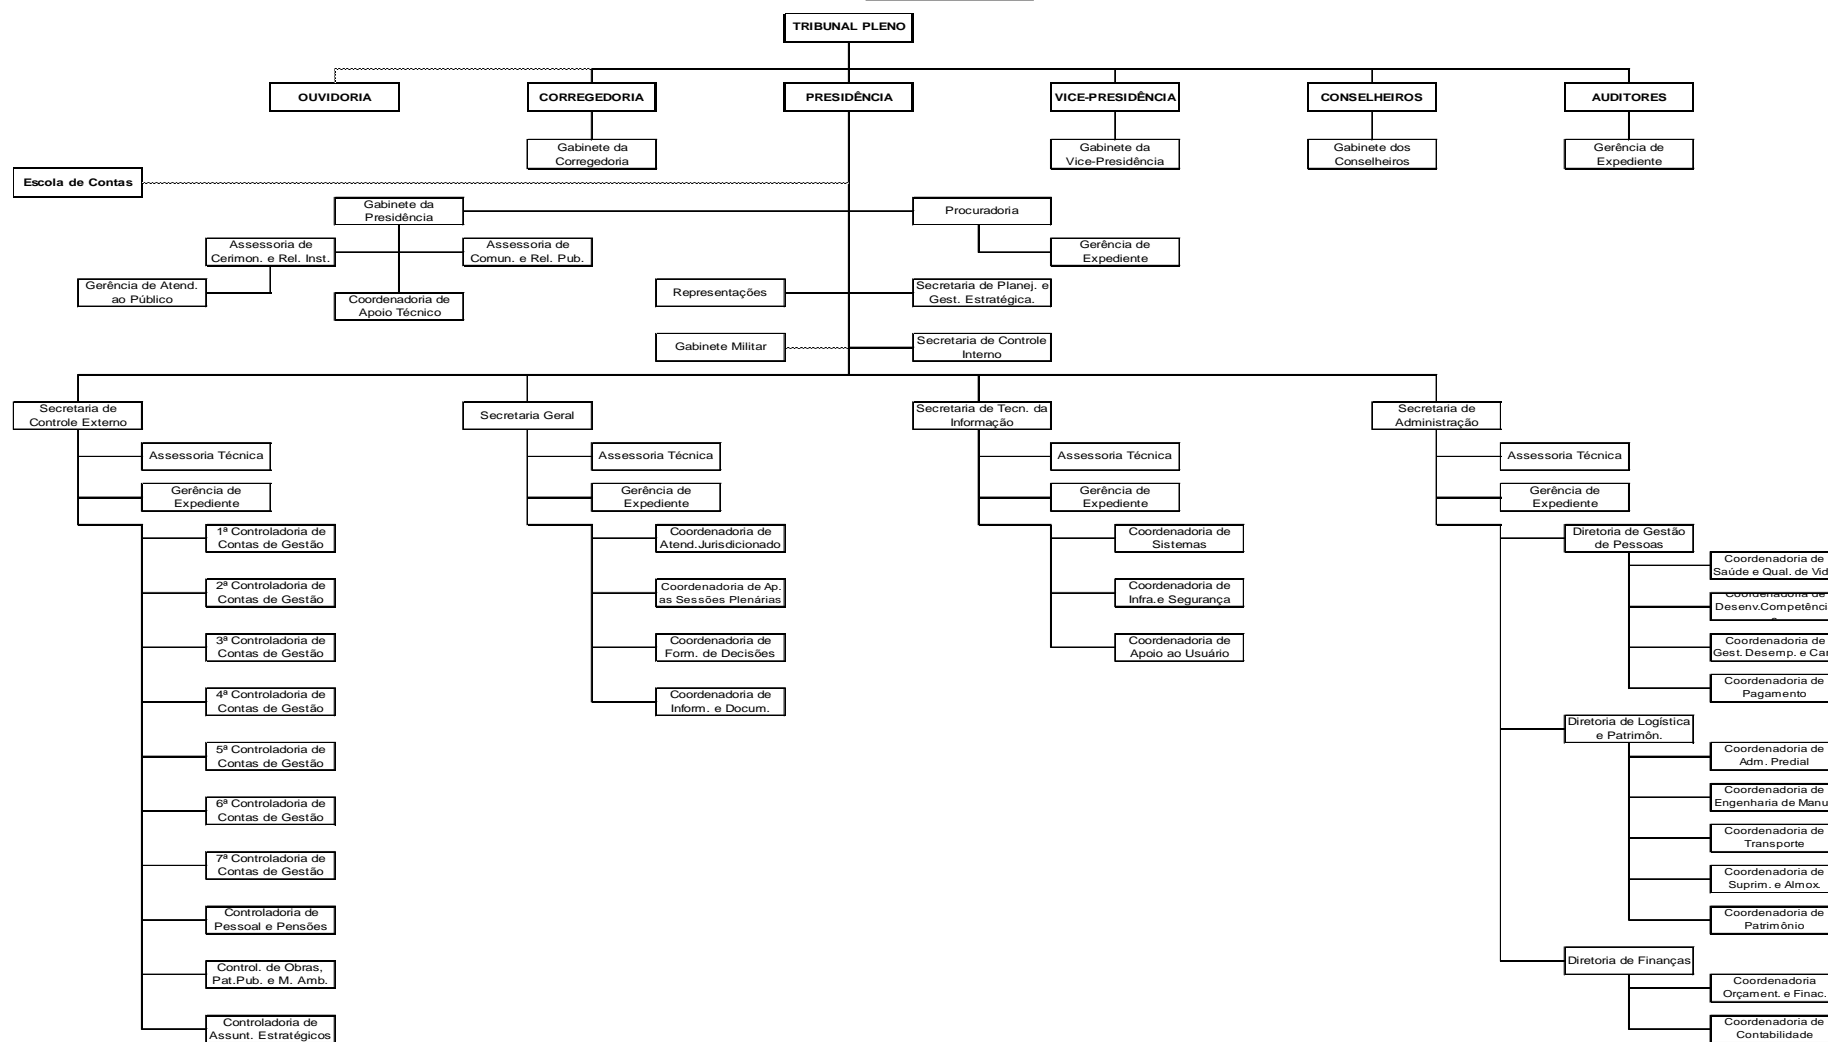 TRIBUNAL PLENO
OUVIDORIA
CORREGEDORIA
PRESIDÊNCIA
VICE-PRESIDÊNCIA
CONSELHEIROS
AUDITORES
Gabinete da
Corregedoria
Gabinete da
Vice-Presidência
Gabinete dos
Conselheiros
Gerência de
Expediente
Escola de Contas
Gabinete da
Presidência
Procuradoria
Assessoria de
Cerimon. e Rel. Inst.
Assessoria de
Comun. e Rel. Pub.
Gerência de
Expediente
Gerência de Atend.
ao Público
Coordenadoria de
Apoio Técnico
Representações
Secretaria de Planej. e
Gest. Estratégica.
Gabinete Militar
Secretaria de Controle
Interno
Secretaria de
Controle Externo
Secretaria Geral
Secretaria de Tecn. da
Informação
Secretaria de
Administração
Assessoria Técnica
Assessoria Técnica
Assessoria Técnica
Assessoria Técnica
Gerência de
Expediente
Gerência de
Expediente
Gerência de
Expediente
Gerência de
Expediente
1ª Controladoria de
Contas de Gestão
2ª Controladoria de
Contas de Gestão
3ª Controladoria de
Contas de Gestão
4ª Controladoria de
Contas de Gestão
5ª Controladoria de
Contas de Gestão
6ª Controladoria de
Contas de Gestão
7ª Controladoria de
Contas de Gestão
Controladoria de
Pessoal e Pensões
Control. de Obras,
Pat.Pub. e M. Amb.
Controladoria de
Assunt. Estratégicos
Coordenadoria de
Atend.Jurisdicionado
Coordenadoria de Ap.
as Sessões Plenárias
Coordenadoria de
Form. de Decisões
Coordenadoria de
Inform. e Docum.
Coordenadoria de
Sistemas
Coordenadoria de
Infra.e Segurança
Coordenadoria de
Apoio ao Usuário
Diretoria de Gestão
de Pessoas
Coordenadoria de
Saúde e Qual. de Vid
Coordenadoria de
Desenv.Competênci
Coordenadoria de
Gest. Desemp. e Car
Coordenadoria de
Pagamento
Diretoria de Logística
e Patrimôn.
Coordenadoria de
Adm. Predial
Coordenadoria de
Engenharia de Manu
Coordenadoria de
Transporte
Coordenadoria de
Suprim. e Almox.
Coordenadoria de
Patrimônio
Diretoria de Finanças
Coordenadoria
Orçament. e Finac.
Coordenadoria de
Contabilidade